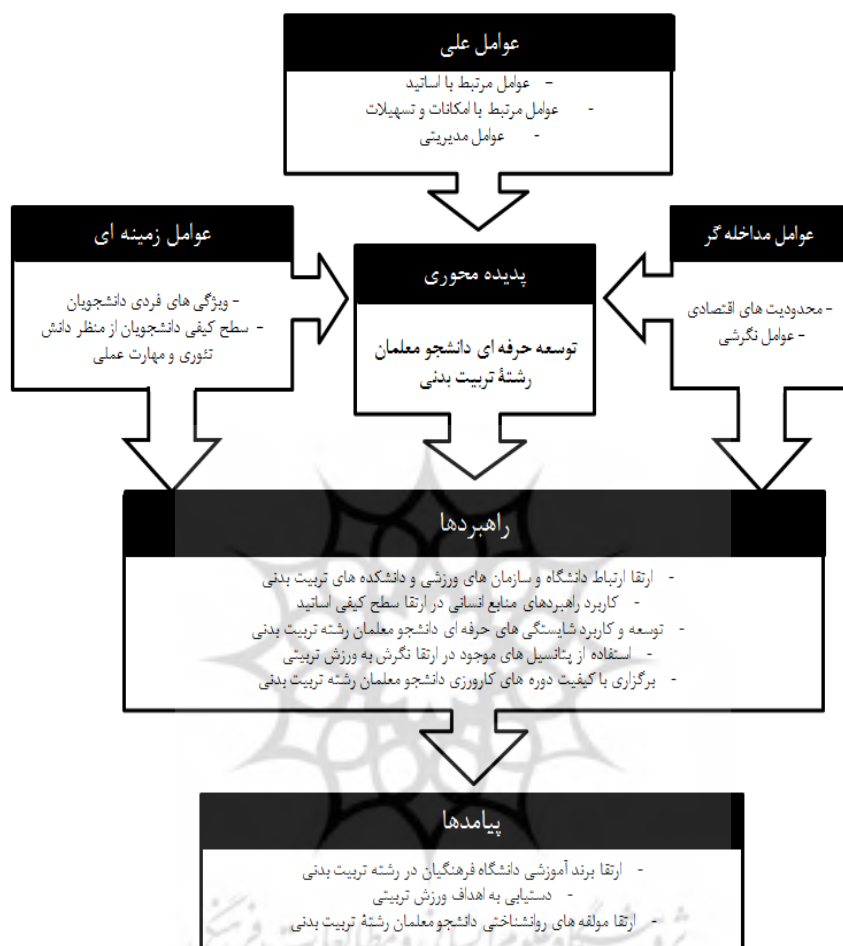 عوامل علی
- عوامل مرتبط با اساتید
- عوامل مرتبط با امکانات و تسهیلات
- عوامل مدیریتی
عوامل مداخله گر
- محدودیت های اقتصادی
- عوامل نگرشی
پدیده محوری
توسعه حرفه ای دانشجو معلمان
رشتۀ تربیت بدنی
عوامل زمینه ای
- ویژگی های فردی دانشجویان
- سطح کیفی دانشجویان از منظر دانش
تئوری و مهارت عملی
راهبردها
- ارتقا ارتباط دانشگاه و سازمان های ورزشی و دانشکده های تربیت بدنی
- کاربرد راهبردهای منابع انسانی در ارتقا سطح کیفی اساتید
- توسعه و کاربرد شایستگی های حرفه ای دانشجو معلمان رشته تربیت بدنی
- استفاده از پتانسیل های موجود در ارتقا نگرش به ورزش تربیتی
- برگزاری با کیفیت دوره های کارورزی دانشجو معلمان رشته تربیت بدنی
پیامدها
- ارتقا برند آموزشی دانشگاه فرهنگیان در رشته تربیت بدنی
- دستیابی به اهداف ورزش تربیتی
- ارتقا مولفه های روانشناختی دانشجو معلمان رشتۀ تربیت بدنی